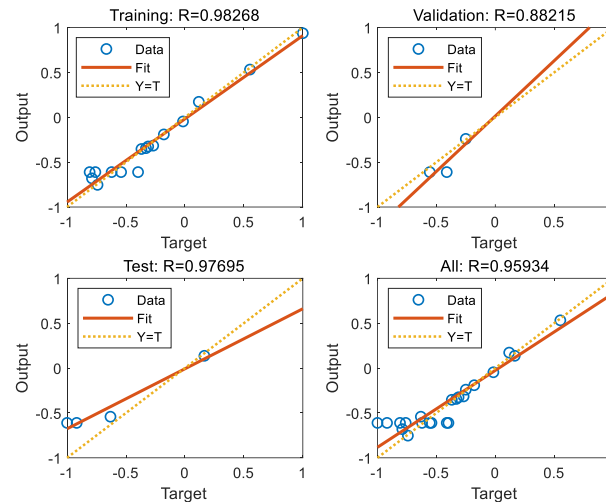 Training: R=0.98268
1
0.5
0
-0.5
-1
Output
Data
Fit
Y=T
-1
-0.5
0
0.5
1
Target
Validation: R=0.88215
1
0.5
0
-0.5
-1
Output
Data
Fit
Y=T
-1
-0.5
0
0.5
Target
Test: R=0.97695
1
0.5
0
-0.5
-1
Output
Data
Fit
Y=T
-1
-0.5
0
0.5
1
Target
All: R=0.95934
1
0.5
0
-0.5
-1
Output
Data
Fit
Y=T
-1
-0.5
0
0.5
Target